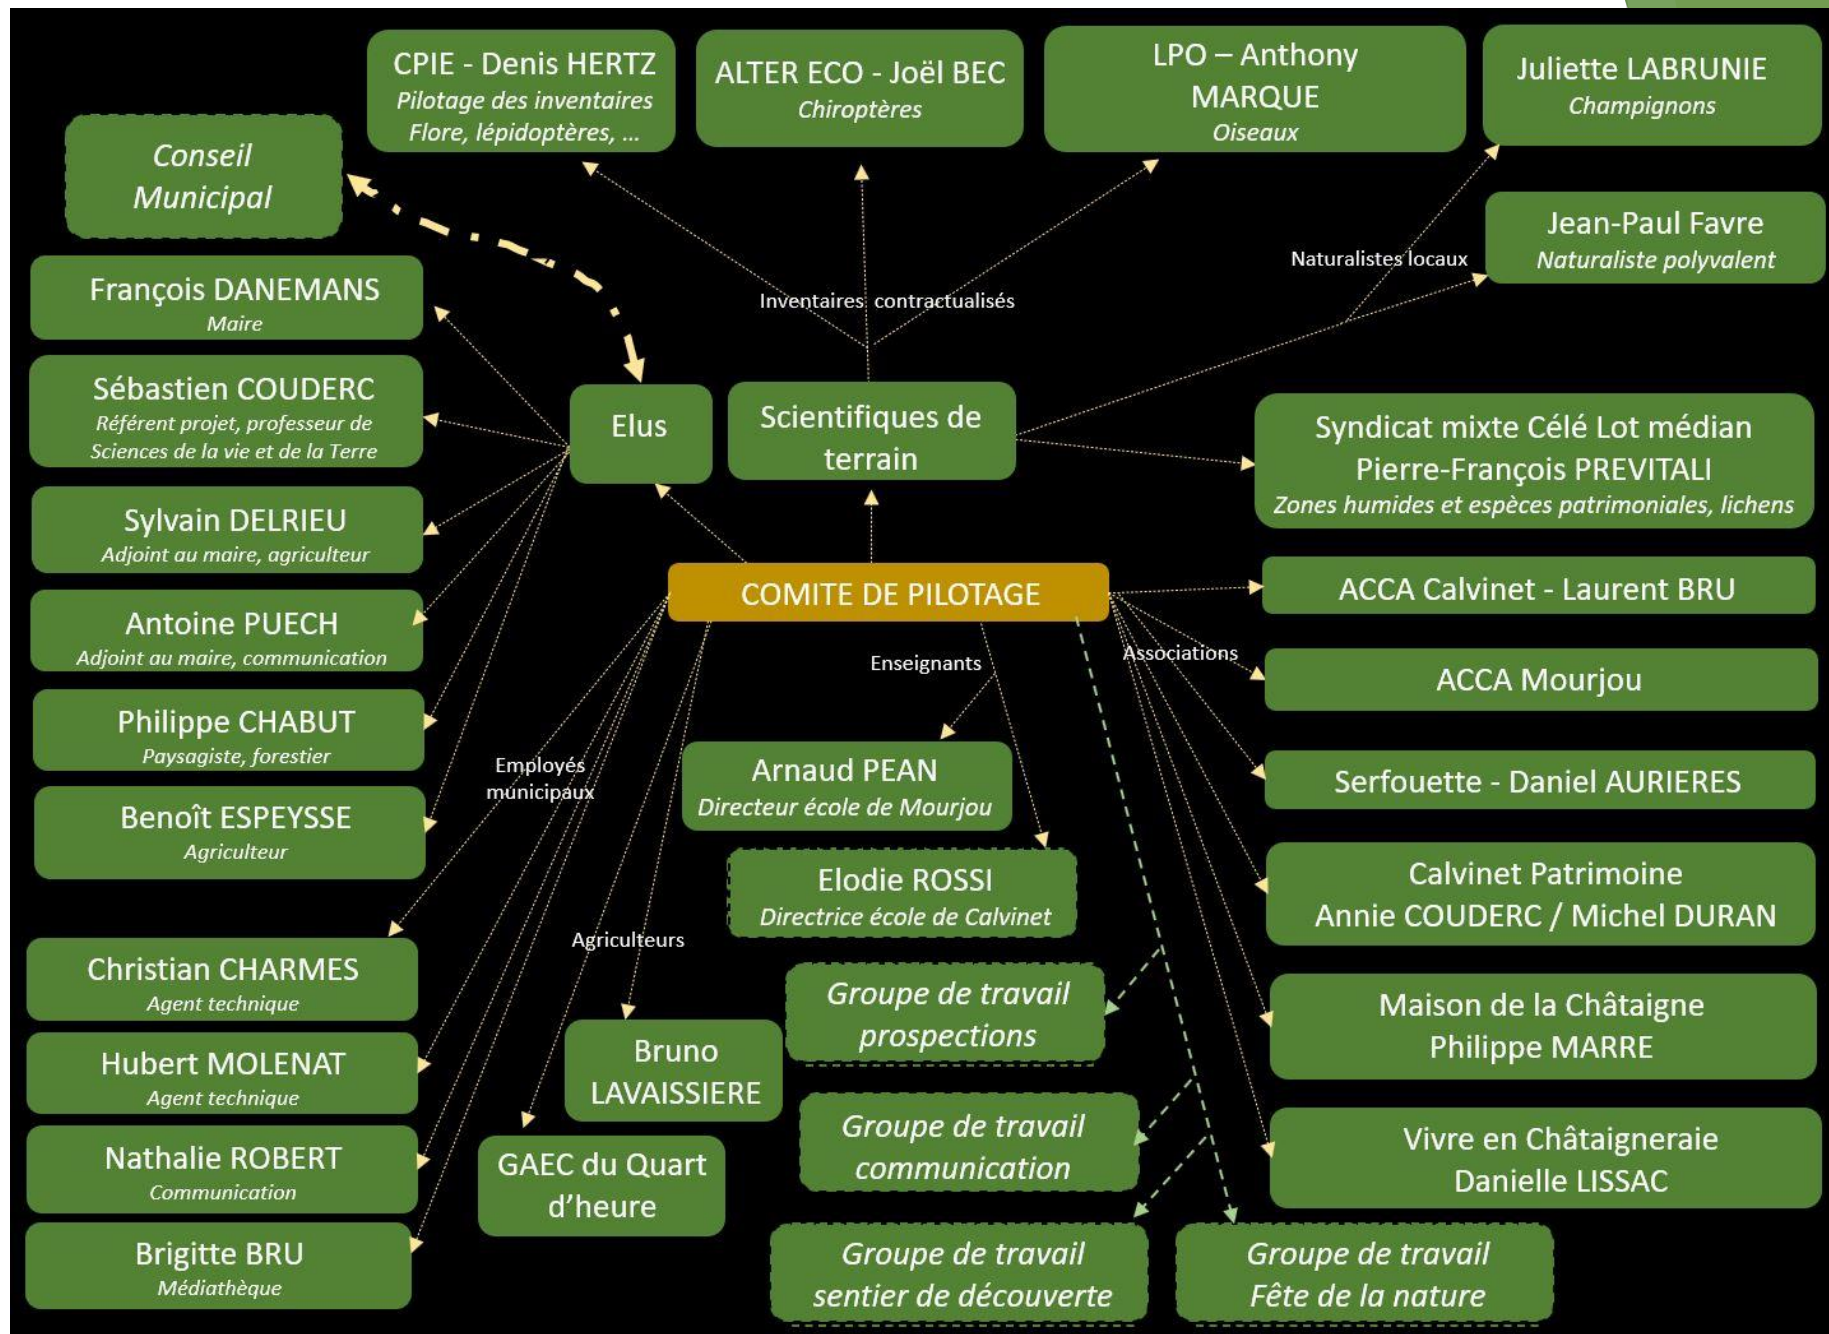 CPIE - Denis HERTZ
Pilotage des inventaires
Flore, lépidoptères, ...
ALTER ECO - Joël BEC
Chiroptères
LPO – Anthony
MARQUE
Oiseaux
Juliette LABRUNIE
Champignons
Conseil
Municipal
Jean-Paul Favre
Naturaliste polyvalent
Naturalistes locaux
Inventaires contractualisés
François DANEMANS
Maire
Sébastien COUDERC
Référent projet, professeur de
Sciences de la vie et de la Terre
Elus
Scientifiques de
terrain
Syndicat mixte Célé Lot médian
Pierre-François PREVITALI
Zones humides et espèces patrimoniales, lichens
Sylvain DELRIEU
Adjoint au maire, agriculteur
COMITE DE PILOTAGE
ACCA Calvinet - Laurent BRU
Antoine PUECH
Adjoint au maire, communication
Enseignants
Associations
ACCA Mourjou
Philippe CHABUT
Paysagiste, forestier
Employés
municipaux
Arnaud PEAN
Directeur école de Mourjou
Serfouette - Daniel AURIERES
Benoît ESPEYSSE
Agriculteur
Elodie ROSSI
Directrice école de Calvinet
Calvinet Patrimoine
Annie COUDERC / Michel DURAN
Agriculteurs
Christian CHARMES
Agent technique
Groupe de travail
prospections
Maison de la Châtaigne
Philippe MARRE
Hubert MOLENAT
Agent technique
Bruno
LAVAISSIERE
Groupe de travail
communication
Vivre en Châtaigneraie
Danielle LISSAC
Nathalie ROBERT
Communication
GAEC du Quart
d’heure
Brigitte BRU
Médiathèque
Groupe de travail
sentier de découverte
Groupe de travail
Fête de la nature